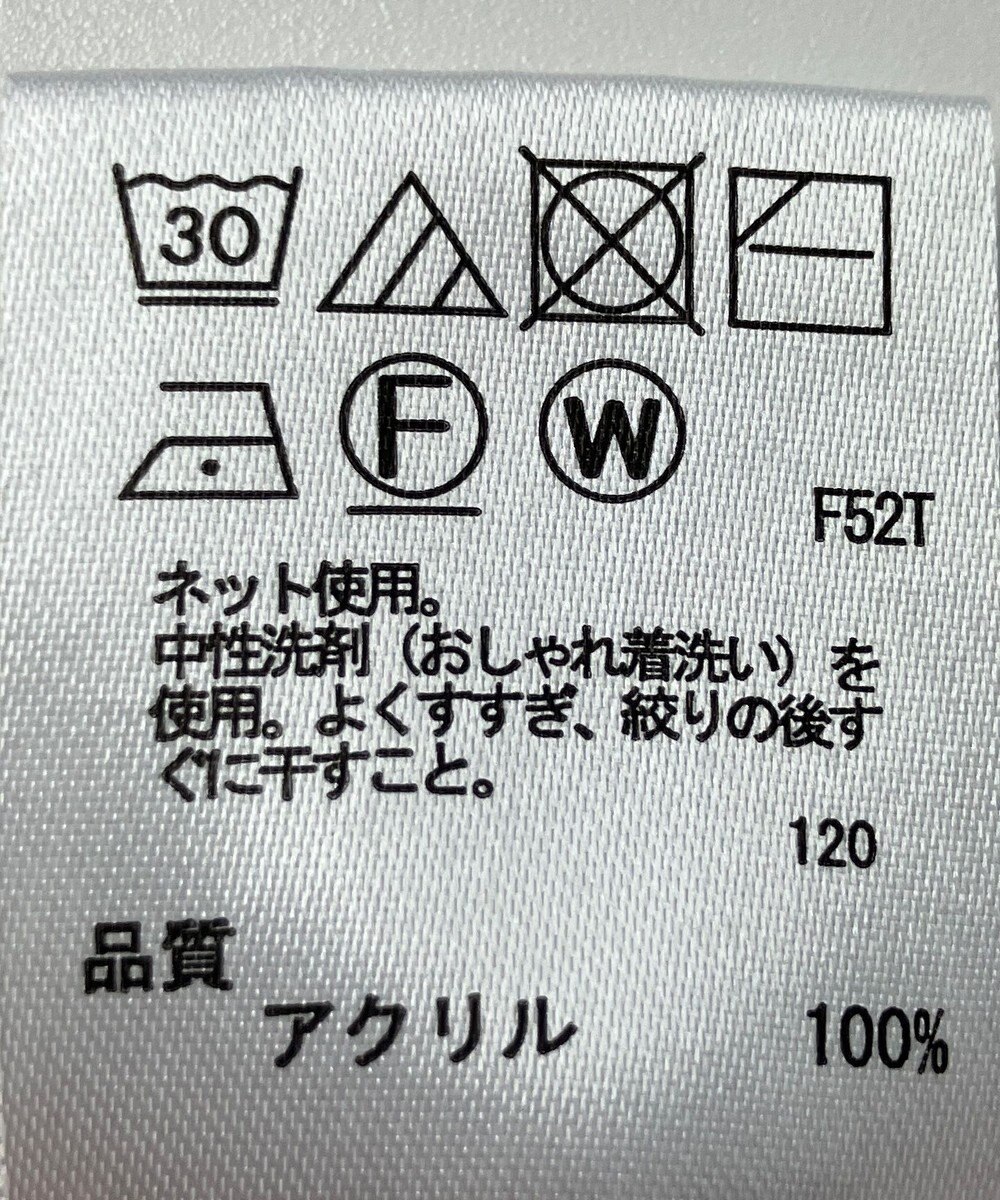 30
F W
F52T
ネット使用。
中性洗剤（おしゃれ着洗い）を
使用。よくすすぎ、絞りの後す
ぐに干すこと。
120
品質
アクリル 100%